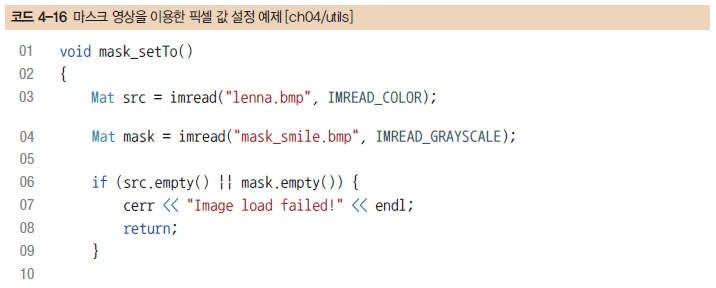 코드 4-16 마스크 영상을 이용한 픽셀 값 설정 예제 [ch04/utils]
01 void mask_setTo()
02 {
03 Mat src = imread("lenna.bmp", IMREAD_COLOR);
04 Mat mask = imread("mask_smile.bmp", IMREAD_GRAYSCALE);
05
06 if (src.empty() || mask.empty()) {
07 cerr << "Image load failed!" << endl;
08 return;
09 }
10